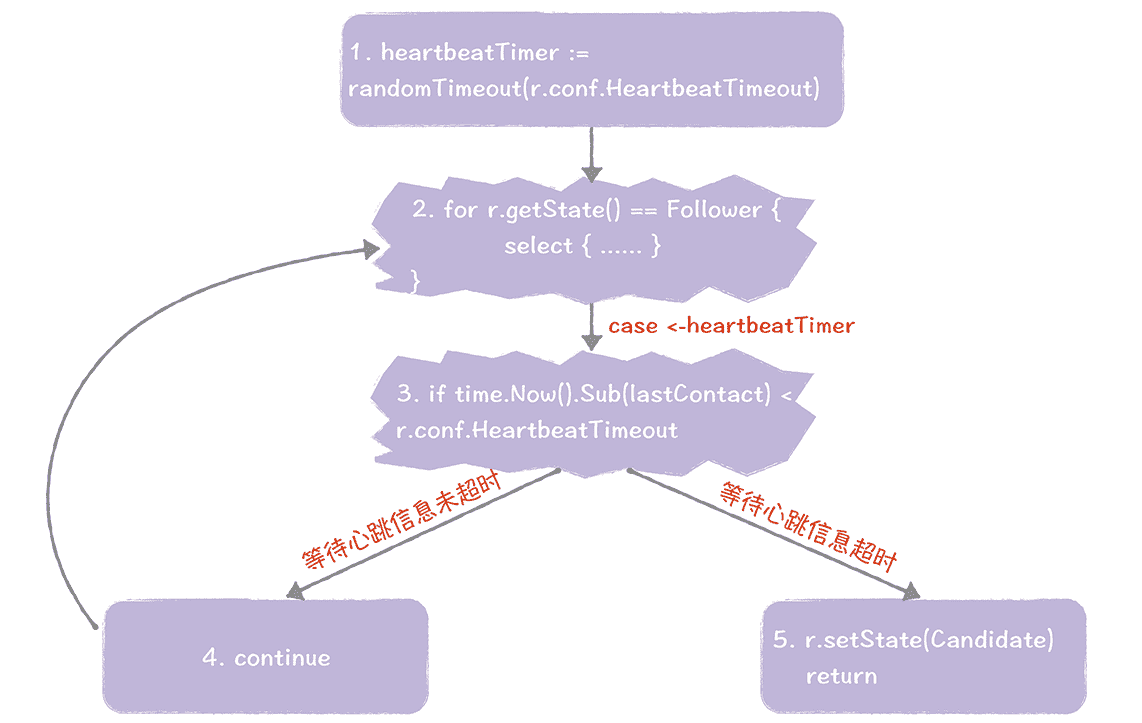 1. heartbeatTimer :=
randomTimeout(r.conf.HeartbeatTimeout)
2. for r.getState() == Follower {
select { ...... }
}
case <-heartbeatTimer
3. if time.Now().Sub(lastContact) <
r.conf.HeartbeatTimeout
等待心跳信息未超时
等待心跳信息超时
4. continue
5. r.setState(Candidate)
return